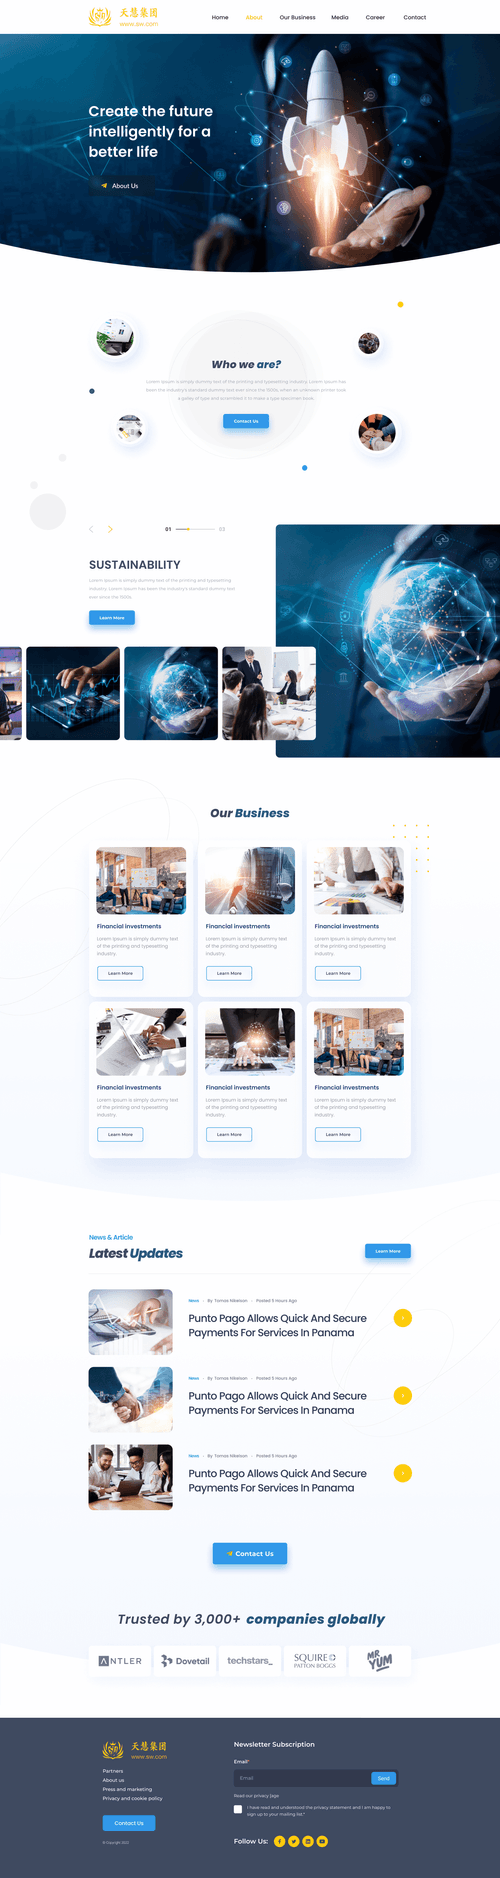 天慧集团
www.sw.com
Home About Our Business Media Career Contact
Create the future
intelligently for a
better life
About Us
Who we are?
Lorem Ipsum is simply dummy text of the printing and typesetting industry. Lorem Ipsum has
been the industry's standard dummy text ever since the 1500s, when an unknown printer took
a galley of type and scrambled it to make a type specimen book.
Contact Us
01 03
SUSTAINABILITY
Lorem Ipsum is simply dummy text of the printing and typesetting
industry. Lorem Ipsum has been the industry's standard dummy text
ever since the 1500s
Learn More
Our Business
Financial investments
Lorem Ipsum is simply dummy text
of the printing and typesetting
industry.
Learn More
Financial investments
Lorem Ipsum is simply dummy text
of the printing and typesetting
industry.
Learn More
Financial investments
Lorem Ipsum is simply dummy text
of the printing and typesetting
industry.
Learn More
Financial investments
Lorem Ipsum is simply dummy text
of the printing and typesetting
industry.
Learn More
Financial investments
Lorem Ipsum is simply dummy text
of the printing and typesetting
industry.
Learn More
Financial investments
Lorem Ipsum is simply dummy text
of the printing and typesetting
industry.
Learn More
News & Article
Latest Updates
Learn More
News - By Tomas Nikelson - Posted 5 Hours Ago
Punto Pago Allows Quick And Secure
Payments For Services In Panama
News - By Tomas Nikelson - Posted 5 Hours Ago
Punto Pago Allows Quick And Secure
Payments For Services In Panama
News - By Tomas Nikelson - Posted 5 Hours Ago
Punto Pago Allows Quick And Secure
Payments For Services In Panama
Contact Us
Trusted by 3,000+ companies globally
ANTLER
Dovetail
techstars_
SQUIRE
PATTON BOGGS
MR
YUM
天慧集团
www.sw.com
Partners
About us
Press and marketing
Privacy and cookie policy
Contact Us
© Copyright 2022
Newsletter Subscription
Email*
Email
Send
Read our privacy page
I have read and understood the privacy statement and I am happy to
sign up to your mailing list.*
Follow Us: